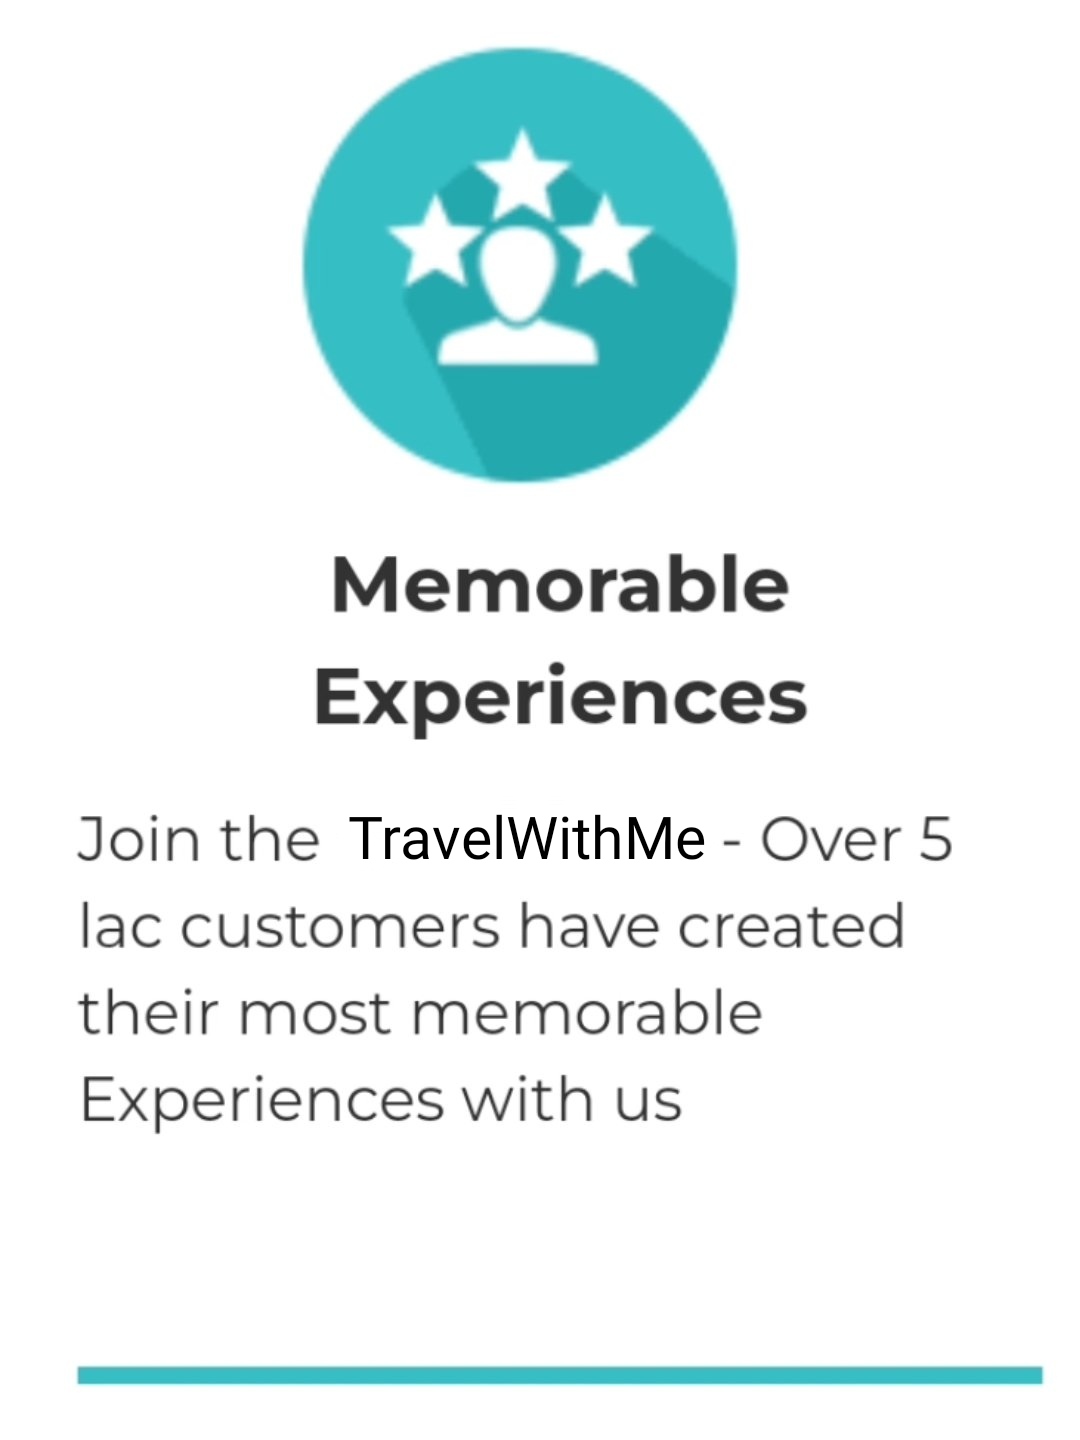 Memorable
Experiences
Join the TravelWithMe - Over 5
lac customers have created
their most memorable
Experiences with us